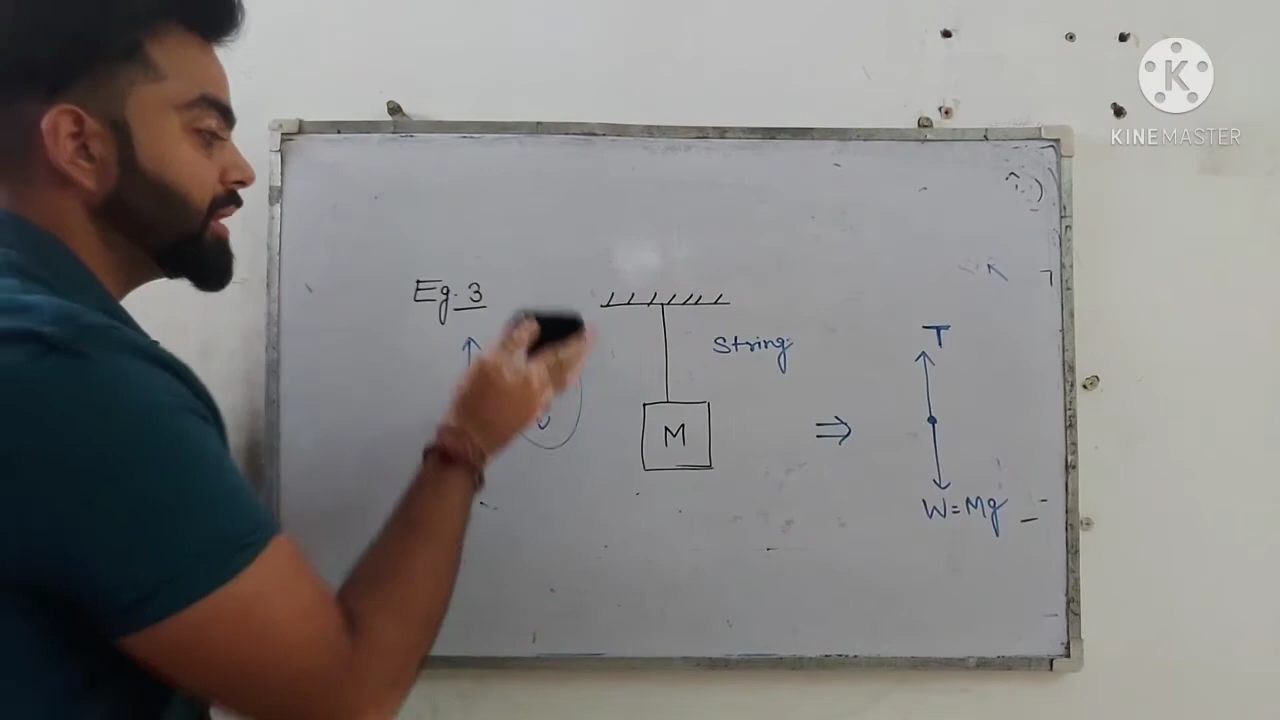 Eg. 3
String
M
T
W=Mg
K
KINEMASTER